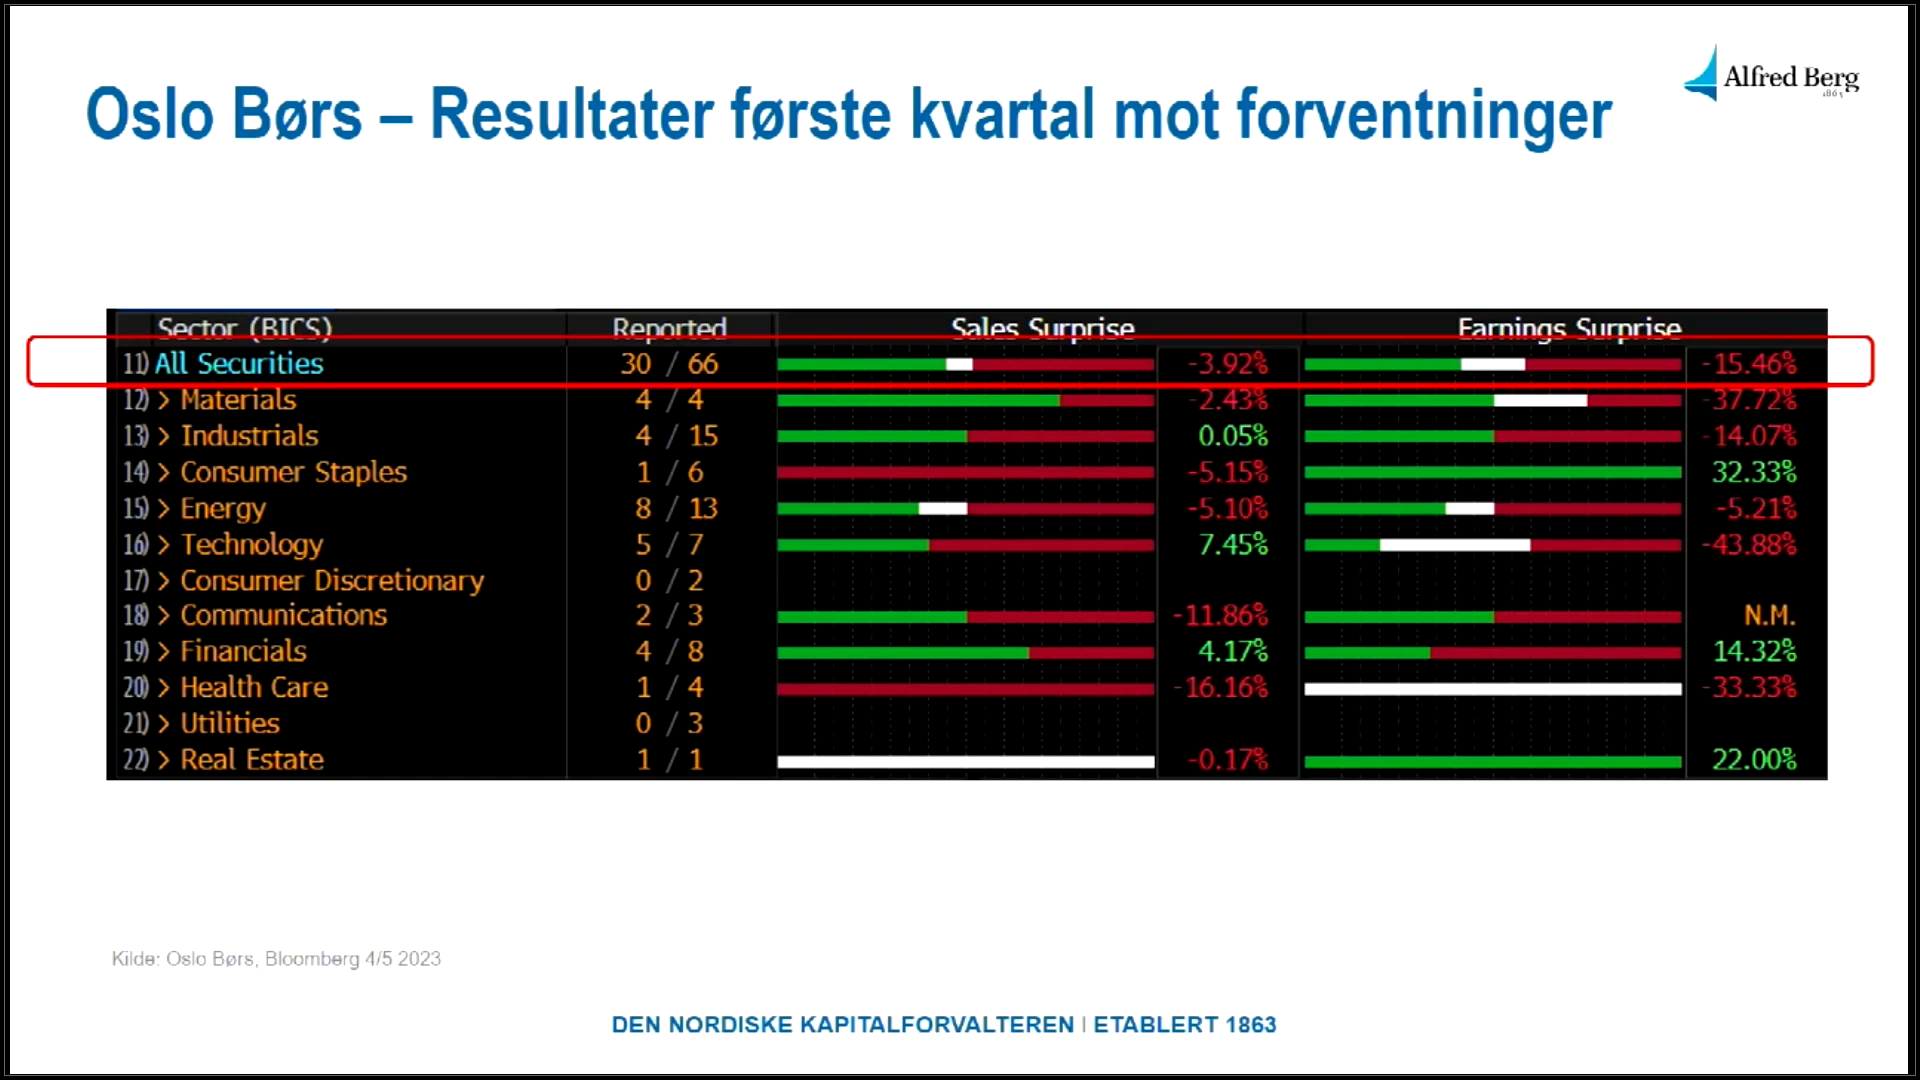 Alfred Berg
1863
Oslo Børs – Resultater første kvartal mot forventninger
Sector (BICS) Reported Sales Surprise Earnings Surprise
11) All Securities 30 / 66 -3.92% -15.46%
12) > Materials 4 / 4 -2.43% -37.72%
13) > Industrials 4 / 15 0.05% -14.07%
14) > Consumer Staples 1 / 6 -5.15% 32.33%
15) > Energy 8 / 13 -5.10% -5.21%
16) > Technology 5 / 7 7.45% -43.88%
17) > Consumer Discretionary 0 / 2
18) > Communications 2 / 3 -11.86% N.M.
19) > Financials 4 / 8 4.17% 14.32%
20) > Health Care 1 / 4 -16.16% -33.33%
21) > Utilities 0 / 3
22) > Real Estate 1 / 1 -0.17% 22.00%
Kilde: Oslo Børs, Bloomberg 4/5 2023
DEN NORDISKE KAPITALFORVALTEREN | ETABLERT 1863